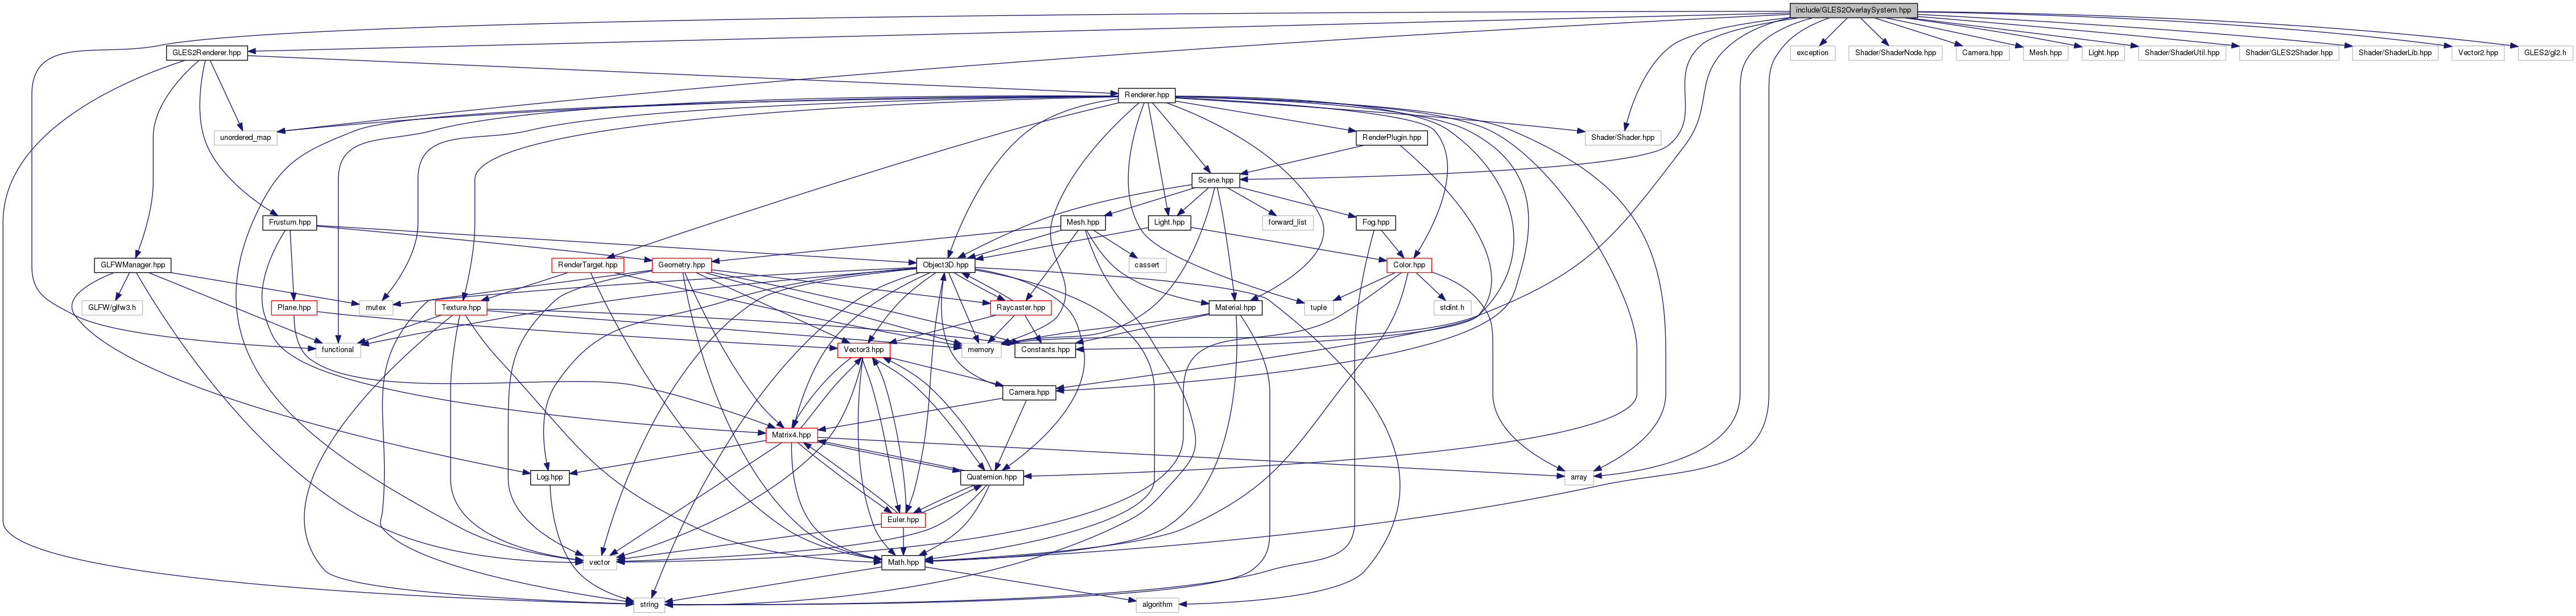 include/GLES2OverlaySystem.hpp
GLES2Renderer.hpp
exception
Shader/ShaderNode.hpp
Camera.hpp
Mesh.hpp
Light.hpp
Shader/ShaderUtil.hpp
Shader/GLES2Shader.hpp
Shader/ShaderLib.hpp
Vector2.hpp
GLES2/gl2.h
Renderer.hpp
unordered_map
RenderPlugin.hpp
Shader/Shader.hpp
Scene.hpp
Frustum.hpp
Mesh.hpp
Light.hpp
forward_list
Fog.hpp
GLFWManager.hpp
RenderTarget.hpp
Geometry.hpp
Object3D.hpp
cassert
Color.hpp
GLFW/glfw3.h
Plane.hpp
mutex
Texture.hpp
Raycaster.hpp
Material.hpp
tuple
stdint.h
functional
Vector3.hpp
memory
Constants.hpp
Camera.hpp
Matrix4.hpp
Log.hpp
Quaternion.hpp
array
Euler.hpp
vector
Math.hpp
string
algorithm